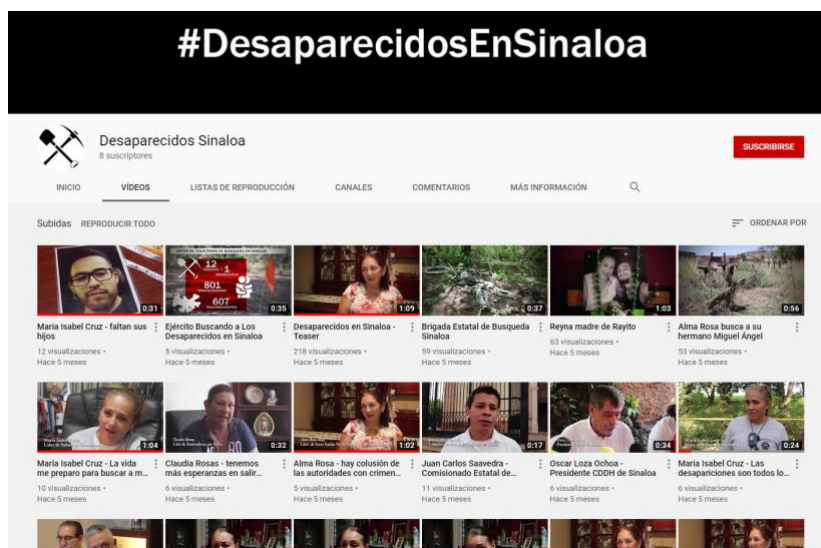 #DesaparecidosEnSinaloa
Desaparecidos Sinaloa
8 suscriptores
SUSCRIBIRSE
INICIO VÍDEOS LISTAS DE REPRODUCCIÓN CANALES COMENTARIOS MÁS INFORMACIÓN
Subidas REPRODUCIR TODO
ORDENAR POR
12 1
801
607
0:31 0:35 1:09 0:37 1:03 0:56
Maria Isabel Cruz - faltan sus hijos
12 visualizaciones •
Hace 5 meses
Ejército Buscando a Los Desaparecidos en Sinaloa
5 visualizaciones •
Hace 5 meses
Desaparecidos en Sinaloa - Teaser
218 visualizaciones •
Hace 5 meses
Brigada Estatal de Busqueda Sinaloa
59 visualizaciones •
Hace 5 meses
Reyna madre de Rayito
63 visualizaciones •
Hace 5 meses
Alma Rosa busca a su hermano Miguel Ángel
53 visualizaciones •
Hace 5 meses
1:04 0:32 1:02 0:17 0:34 0:24
Maria Isabel Cruz - La vida me preparo para buscar a m...
10 visualizaciones •
Hace 5 meses
Claudia Rosas - tenemos más esperanzas en salir...
6 visualizaciones •
Hace 5 meses
Alma Rosa - hay colusión de las autoridades con crimen...
5 visualizaciones •
Hace 5 meses
Juan Carlos Saavedra - Comisionado Estatal de...
11 visualizaciones •
Hace 5 meses
Oscar Loza Ochoa - Presidente CDDH de Sinaloa
6 visualizaciones •
Hace 5 meses
Maria Isabel Cruz - Las desapariciones son todos lo...
6 visualizaciones •
Hace 5 meses